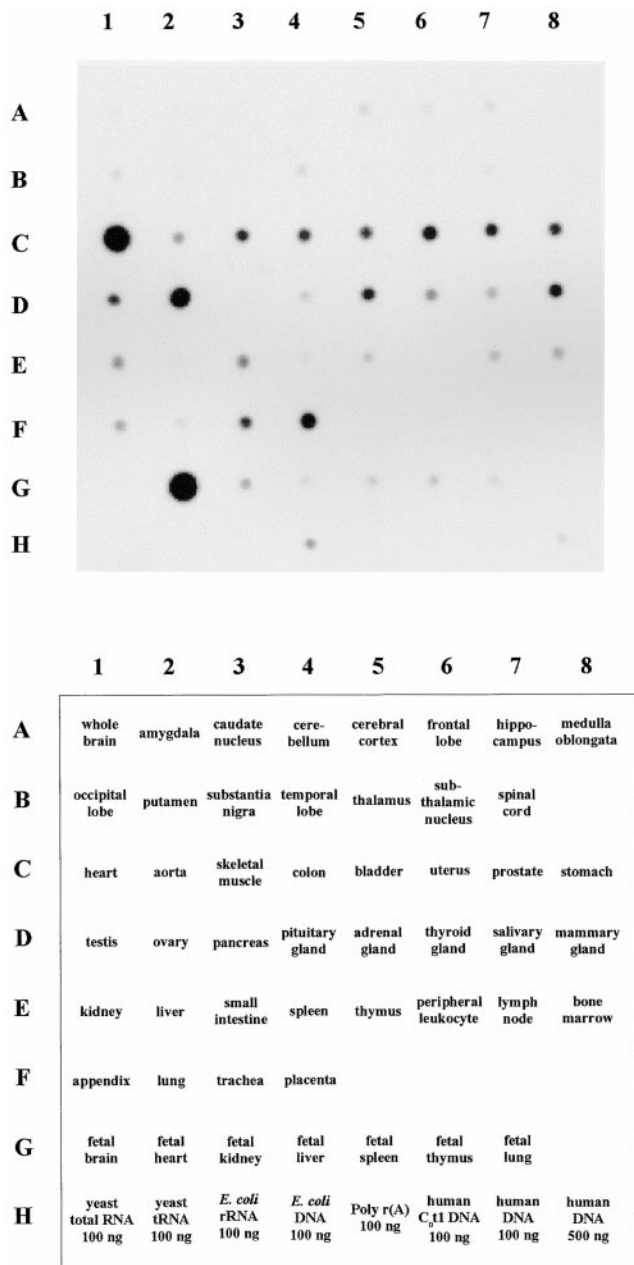 1 2 3 4 5 6 7 8
A
B
C
D
E
F
G
H
1 2 3 4 5 6 7 8
A
whole brain
amygdala
caudate nucleus
cere-bellum
cerebral cortex
frontal lobe
hippo-campus
medulla oblongata
B
occipital lobe
putamen
substantia nigra
temporal lobe
thalamus
sub-thalamic nucleus
spinal cord
C
heart
aorta
skeletal muscle
colon
bladder
uterus
prostate
stomach
D
testis
ovary
pancreas
pituitary gland
adrenal gland
thyroid gland
salivary gland
mammary gland
E
kidney
liver
small intestine
spleen
thymus
peripheral leukocyte
lymph node
bone marrow
F
appendix
lung
trachea
placenta
G
fetal brain
fetal heart
fetal kidney
fetal liver
fetal spleen
fetal thymus
fetal lung
H
yeast total RNA 100 ng
yeast tRNA 100 ng
E. coli rRNA 100 ng
E. coli DNA 100 ng
Poly r(A) 100 ng
human C₀t1 DNA 100 ng
human DNA 100 ng
human DNA 500 ng